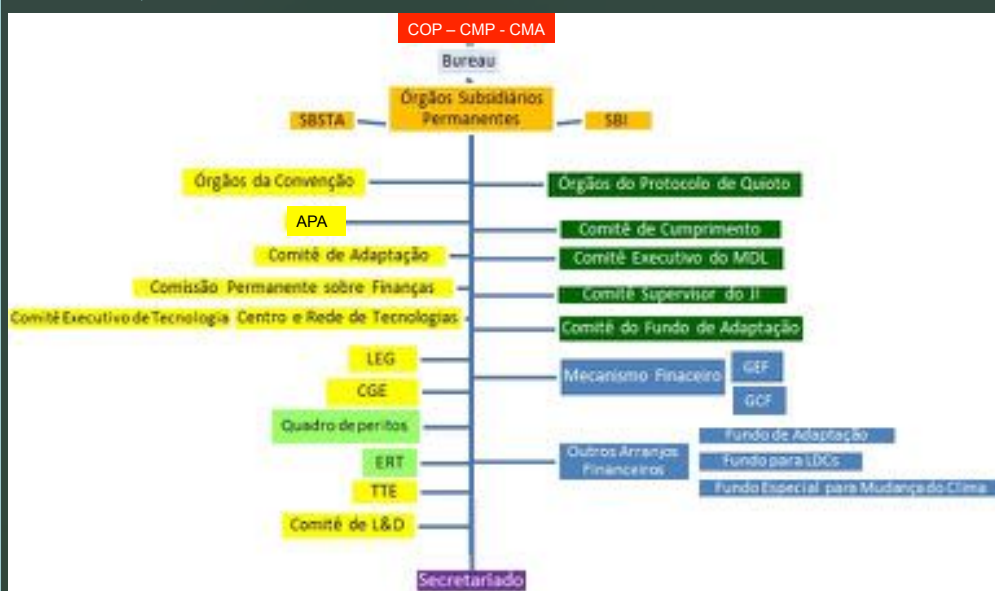 COP – CMP - CMA
Bureau
Órgãos Subsidiários
Permanentes
SBSTA
SBI
Órgãos da Convenção
Órgãos do Protocolo de Quioto
APA
Comitê de Cumprimento
Comitê de Adaptação
Comitê Executivo do MDL
Comissão Permanente sobre Finanças
Comitê Supervisor do JI
Comitê Executivo de Tecnologia Centro e Rede de Tecnologias
Comitê do Fundo de Adaptação
LEG
Mecanismo Finaceiro
GEF
CGE
GCF
Quadro de peritos
Fundo de Adaptação
Outros Arranjos
Financeiros
ERT
Fundo para LDCs
TTE
Fundo Especial para Mudança do Clima
Comitê de L&D
Secretariado